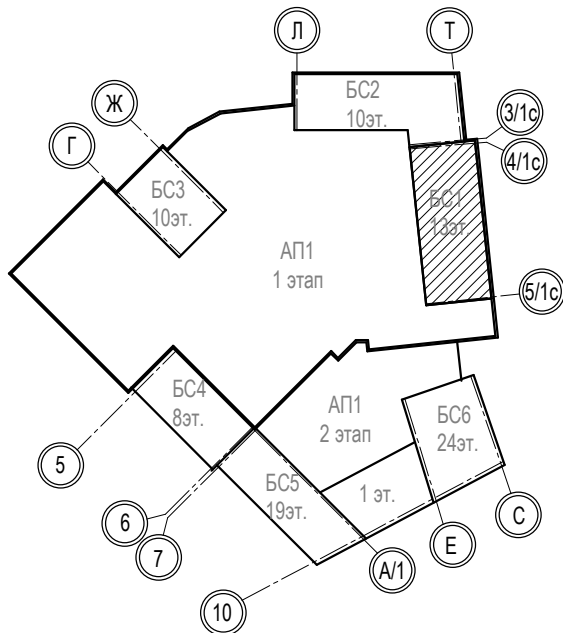 Л
Т
БС2
10эт.
Ж
3/1с
4/1с
Г
БС3
10эт.
БС1
13эт.
АП1
1 этап
5/1с
БС4
8эт.
АП1
2 этап
БС6
24эт.
5
БС5
19эт.
1 эт.
6
7
С
Е
А/1
10